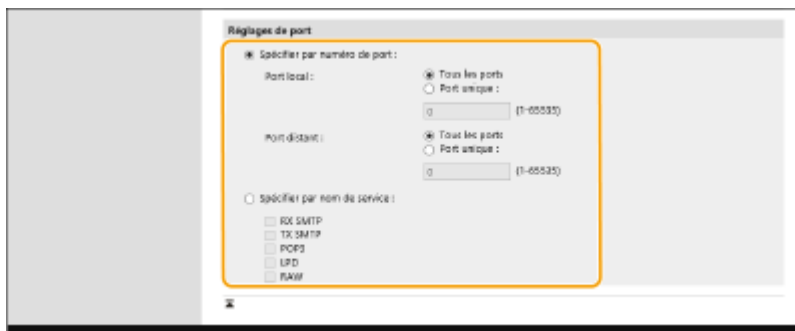 Réglages de port
Spécifier par numéro de port :
Port local :
Tous les ports
Port unique :
0 (1-65535)
Port distant :
Tous les ports
Port unique :
0 (1-65535)
Spécifier par nom de service :
RX SMTP
TX SMTP
POP3
LPD
RAW